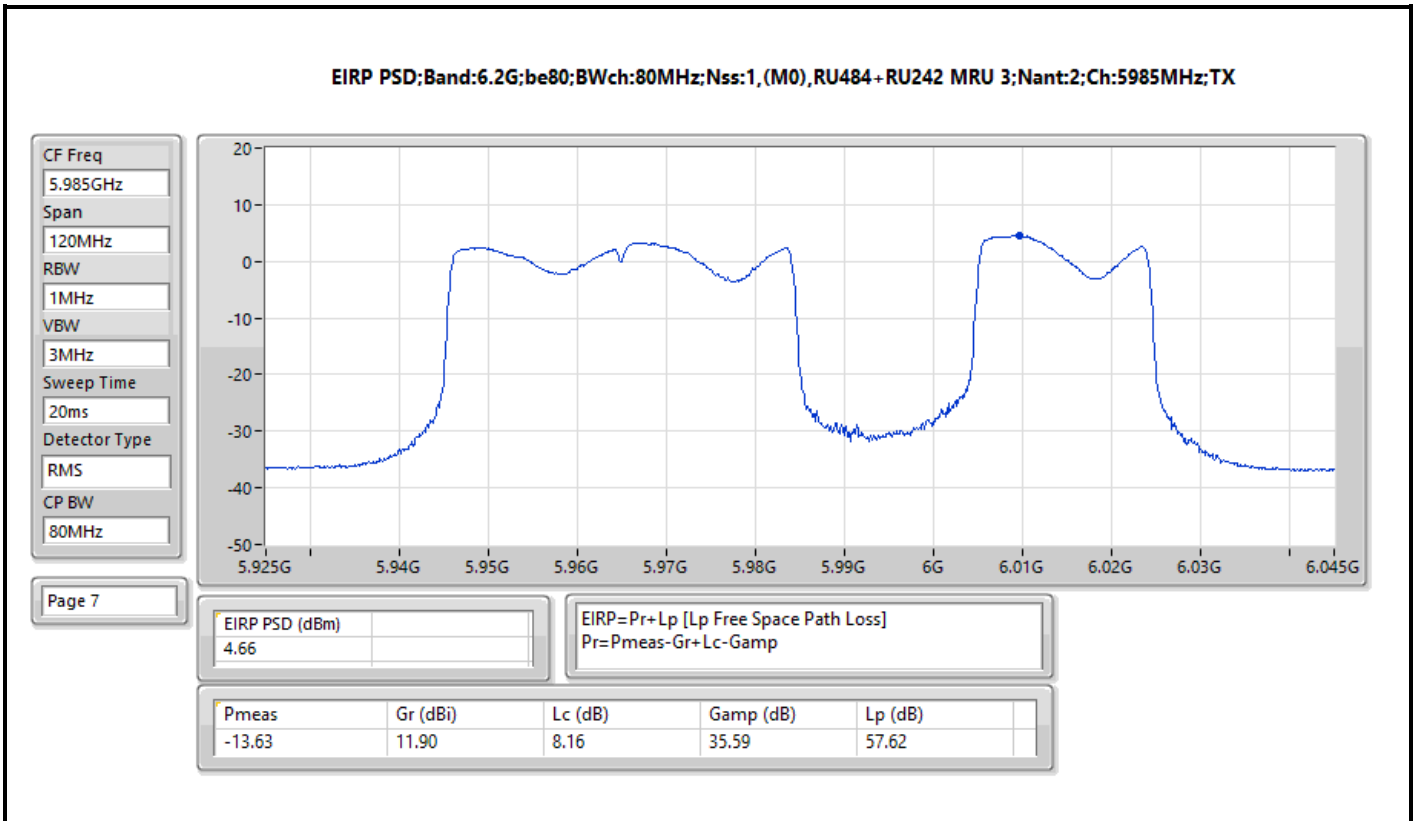 EIRP PSD;Band:6.2G;be80;BWch:80MHz;Nss:1,(M0),RU484+RU242 MRU 3;Nant:2;Ch:5985MHz;TX
CF Freq
5.985GHz
Span
120MHz
RBW
1MHz
VBW
3MHz
Sweep Time
20ms
Detector Type
RMS
CP BW
80MHz
Page 7
20
10
0
-10
-20
-30
-40
-50
5.925G 5.94G 5.95G 5.96G 5.97G 5.98G 5.99G 6G 6.01G 6.02G 6.03G 6.045G
EIRP PSD (dBm)
4.66
EIRP=Pr+Lp [Lp Free Space Path Loss]
Pr=Pmeas-Gr+Lc-Gamp
Pmeas Gr (dBi) Lc (dB) Gamp (dB) Lp (dB)
-13.63 11.90 8.16 35.59 57.62